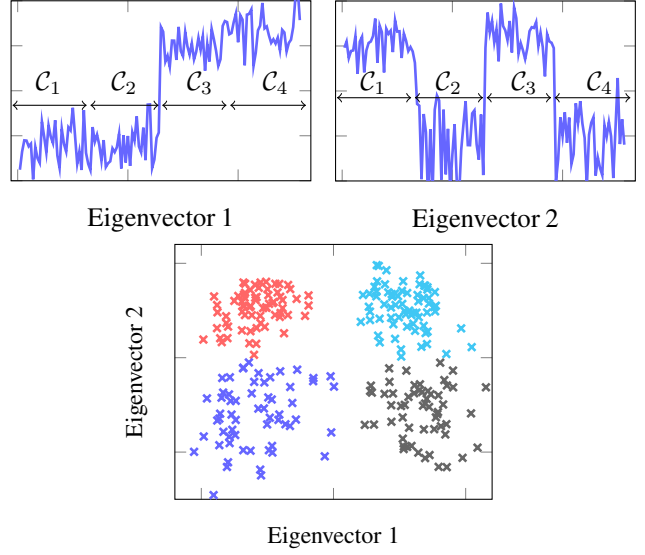 C₁ C₂ C₃ C₄
C₁ C₂ C₃ C₄
Eigenvector 1
Eigenvector 2
Eigenvector 2
Eigenvector 1